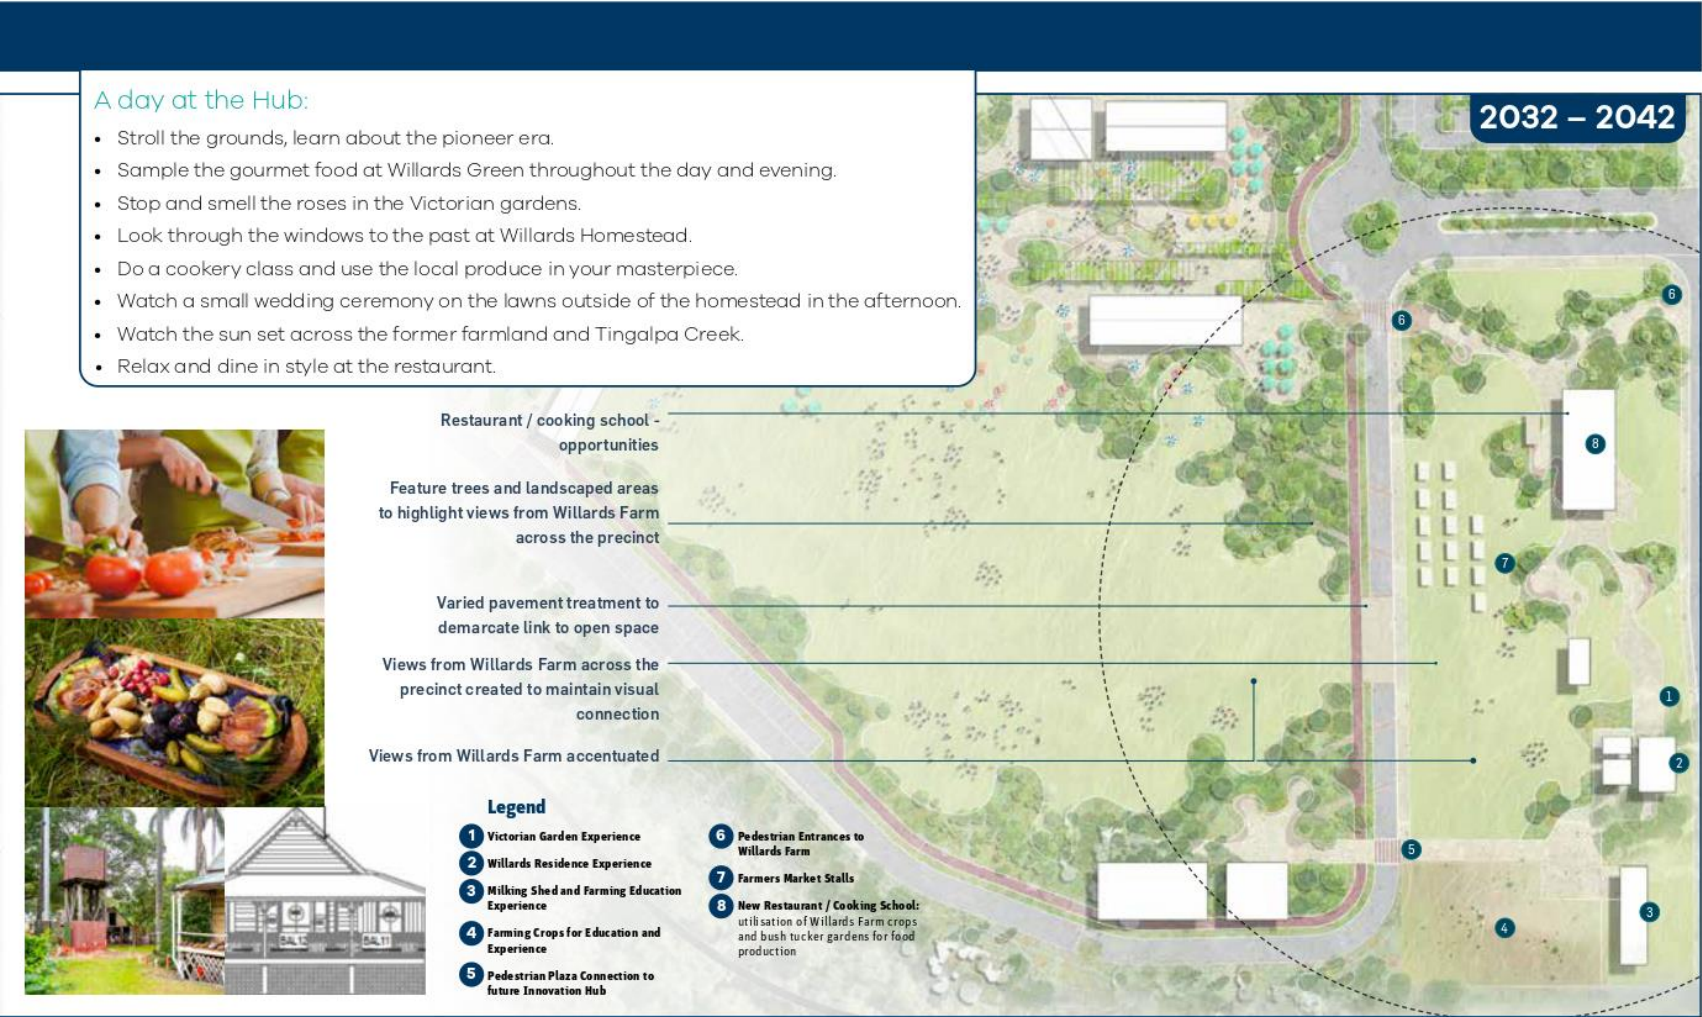 2032 – 2042
A day at the Hub:
• Stroll the grounds, learn about the pioneer era.
• Sample the gourmet food at Willards Green throughout the day and evening.
• Stop and smell the roses in the Victorian gardens.
• Look through the windows to the past at Willards Homestead.
• Do a cookery class and use the local produce in your masterpiece.
• Watch a small wedding ceremony on the lawns outside of the homestead in the afternoon.
• Watch the sun set across the former farmland and Tingalpa Creek.
• Relax and dine in style at the restaurant.
Restaurant / cooking school -
opportunities
Feature trees and landscaped areas
to highlight views from Willards Farm
across the precinct
Varied pavement treatment to
demarcate link to open space
Views from Willards Farm across the
precinct created to maintain visual
connection
Views from Willards Farm accentuated
Legend
1 Victorian Garden Experience
2 Willards Residence Experience
3 Milking Shed and Farming Education
Experience
4 Farming Crops for Education and
Experience
5 Pedestrian Plaza Connection to
future Innovation Hub
6 Pedestrian Entrances to
Willards Farm
7 Farmers Market Stalls
8 New Restaurant / Cooking School:
utilisation of Willards Farm crops
and bush tucker gardens for food
production
6
6
8
7
1
2
5
3
4